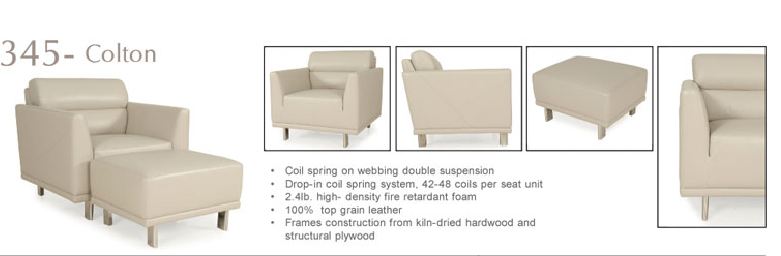 345- Colton
• Coil spring on webbing double suspension
• Drop-in coil spring system, 42-48 coils per seat unit
• 2.4lb. high- density fire retardant foam
• 100% top grain leather
• Frames construction from kiln-dried hardwood and
structural plywood